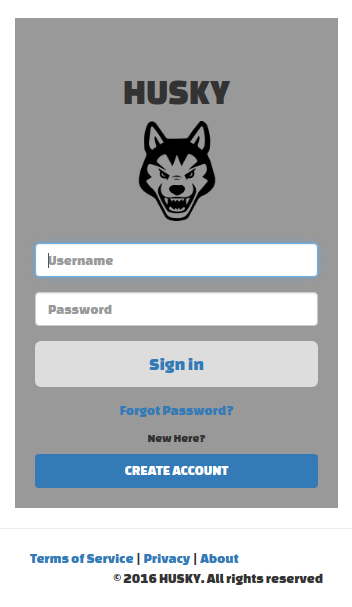 HUSKY
Username
Password
Sign in
Forgot Password?
New Here?
CREATE ACCOUNT
Terms of Service | Privacy | About
© 2016 HUSKY. All rights reserved